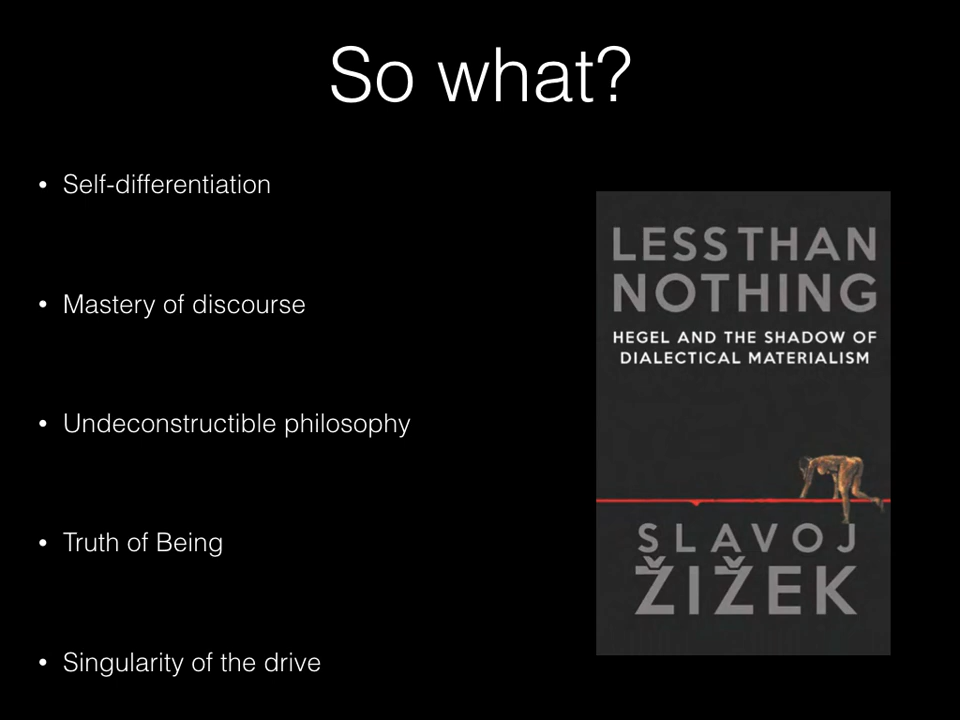 So what?
• Self-differentiation
• Mastery of discourse
• Undeconstructible philosophy
• Truth of Being
• Singularity of the drive
LESS THAN
NOTHING
HEGEL AND THE SHADOW OF
DIALECTICAL MATERIALISM
SLAVOJ
ŽIŽEK